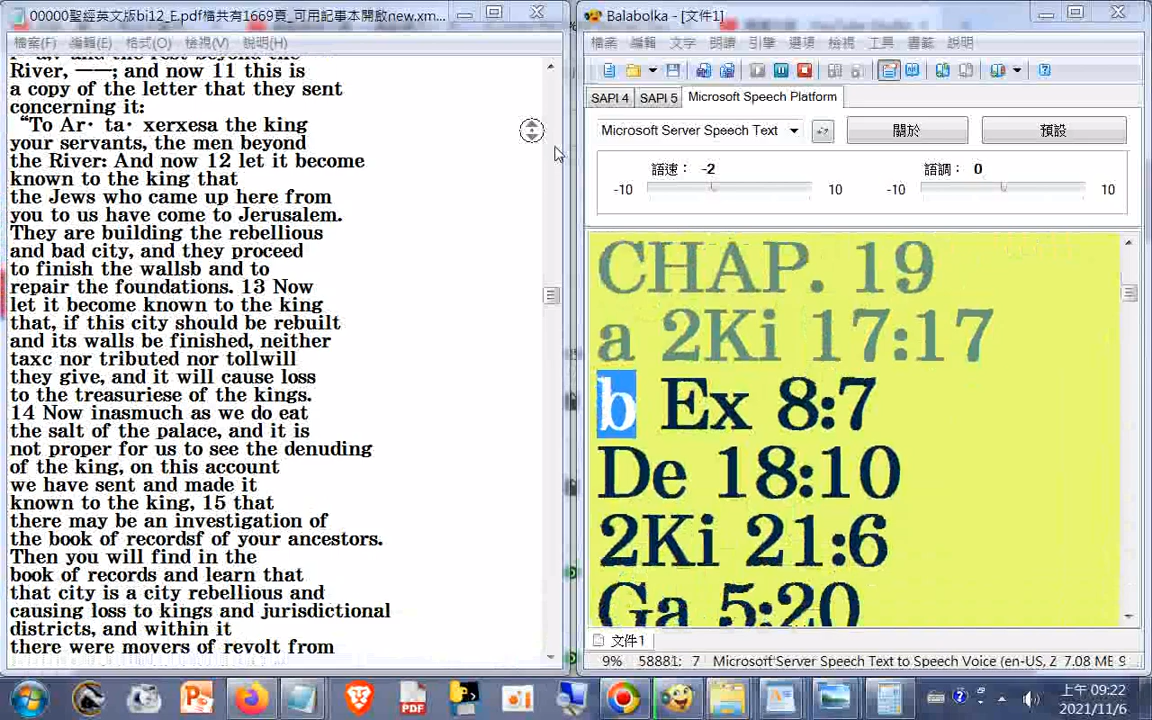 00000聖經英文版bi12_E.pdf檔共有1669頁_可用記事本開啟new.xm...
檔案(F) 編輯(E) 格式(O) 檢視(V) 說明(H)
River, ——; and now 11 this is
a copy of the letter that they sent
concerning it:
“To Ar· ta· xerxesa the king
your servants, the men beyond
the River: And now 12 let it become
known to the king that
the Jews who came up here from
you to us have come to Jerusalem.
They are building the rebellious
and bad city, and they proceed
to finish the wallsb and to
repair the foundations. 13 Now
let it become known to the king
that, if this city should be rebuilt
and its walls be finished, neither
taxc nor tributed nor tollwill
they give, and it will cause loss
to the treasuriese of the kings.
14 Now inasmuch as we do eat
the salt of the palace, and it is
not proper for us to see the denuding
of the king, on this account
we have sent and made it
known to the king, 15 that
there may be an investigation of
the book of recordsf of your ancestors.
Then you will find in the
book of records and learn that
that city is a city rebellious and
causing loss to kings and jurisdictional
districts, and within it
there were movers of revolt from
Balabolka - [文件1]
檔案 編輯 文字 朗讀 引擎 選項 檢視 工具 書籤 說明
SAPI 4 SAPI 5 Microsoft Speech Platform
Microsoft Server Speech Text 關於 預設
語速： -2 語調： 0
-10 10 -10 10
CHAP. 19
a 2Ki 17:17
b Ex 8:7
De 18:10
2Ki 21:6
Ga 5:20
文件1
9% 58881: 7 Microsoft Server Speech Text to Speech Voice (en-US, Z 7.08 MB 9
上午 09:22
2021/11/6